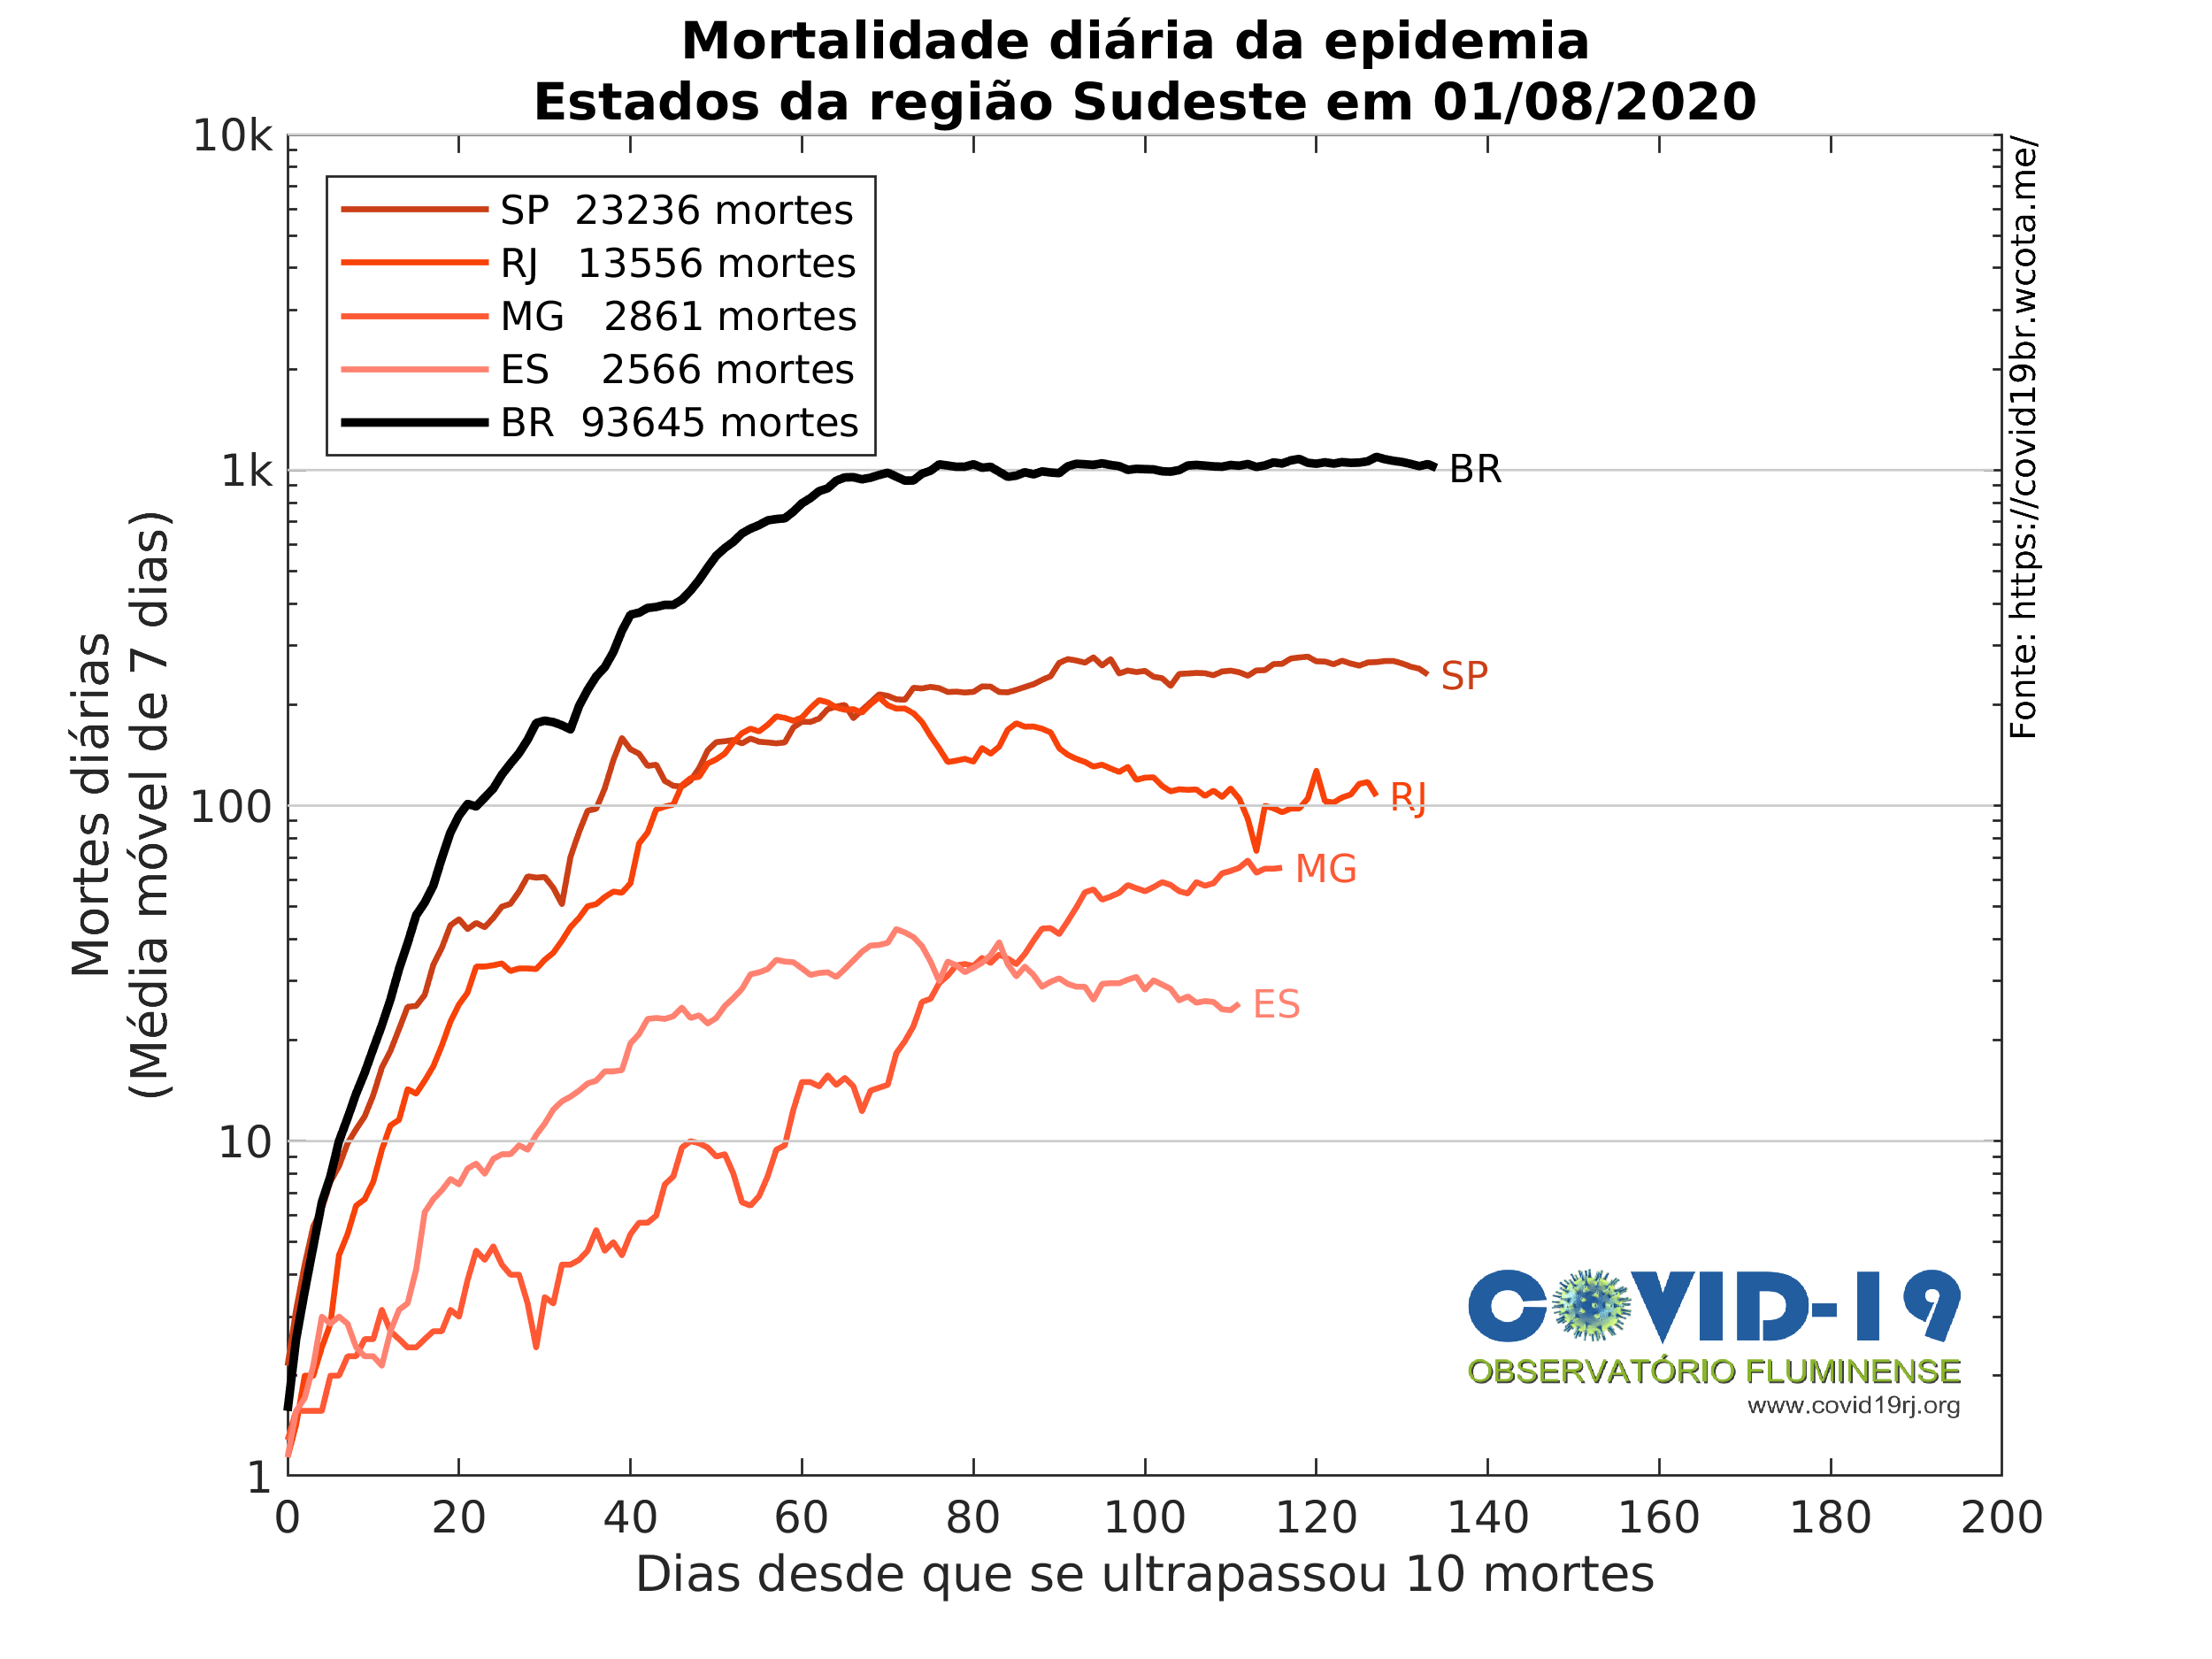 Mortalidade diária da epidemia
Estados da região Sudeste em 01/08/2020
10k
1k
100
10
1
Mortes diárias
(Média móvel de 7 dias)
SP 23236 mortes
RJ 13556 mortes
MG 2861 mortes
ES 2566 mortes
BR 93645 mortes
BR
SP
RJ
MG
ES
Fonte: https://covid19br.wcota.me/
COVID-19
OBSERVATÓRIO FLUMINENSE
www.covid19rj.org
0 20 40 60 80 100 120 140 160 180 200
Dias desde que se ultrapassou 10 mortes